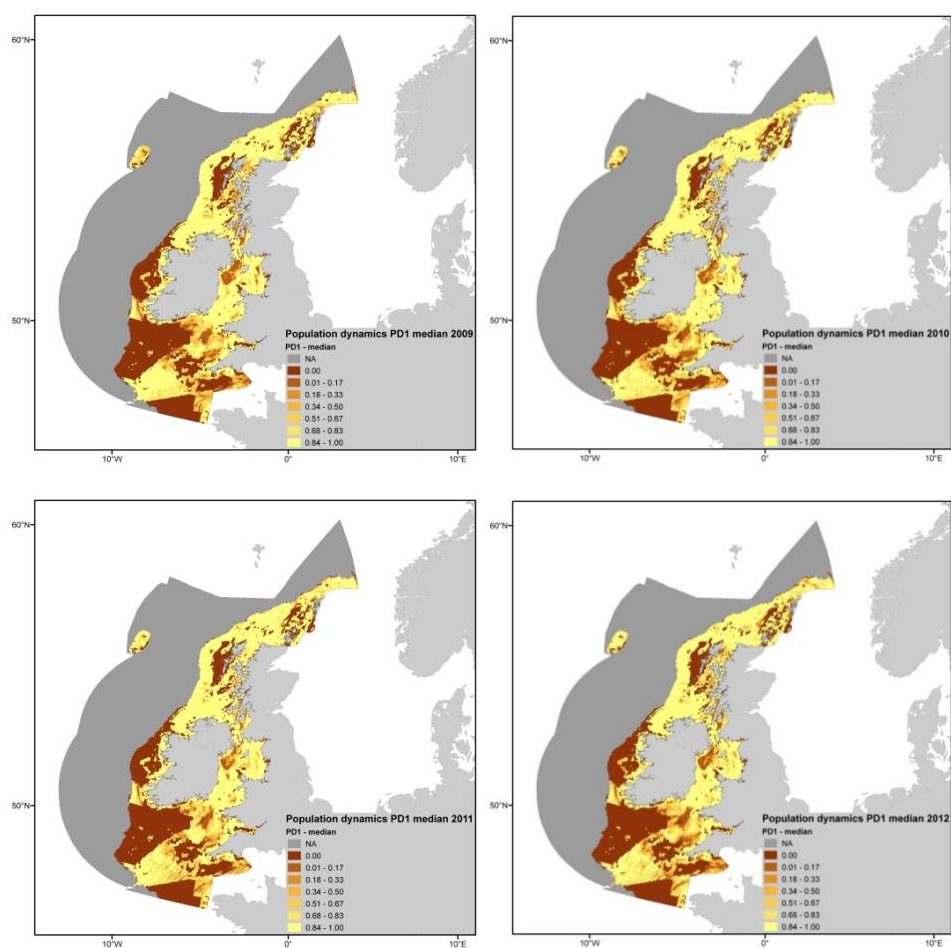 60°N
50°N
10°W
0°
10°E
Population dynamics PD1 median 2009
PD1 - median
NA
0.00
0.01 - 0.17
0.18 - 0.33
0.34 - 0.50
0.51 - 0.67
0.68 - 0.83
0.84 - 1.00
60°N
50°N
10°W
0°
10°E
Population dynamics PD1 median 2010
PD1 - median
NA
0.00
0.01 - 0.17
0.18 - 0.33
0.34 - 0.50
0.51 - 0.67
0.68 - 0.83
0.84 - 1.00
60°N
50°N
10°W
0°
10°E
Population dynamics PD1 median 2011
PD1 - median
NA
0.00
0.01 - 0.17
0.18 - 0.33
0.34 - 0.50
0.51 - 0.67
0.68 - 0.83
0.84 - 1.00
60°N
50°N
10°W
0°
10°E
Population dynamics PD1 median 2012
PD1 - median
NA
0.00
0.01 - 0.17
0.18 - 0.33
0.34 - 0.50
0.51 - 0.67
0.68 - 0.83
0.84 - 1.00